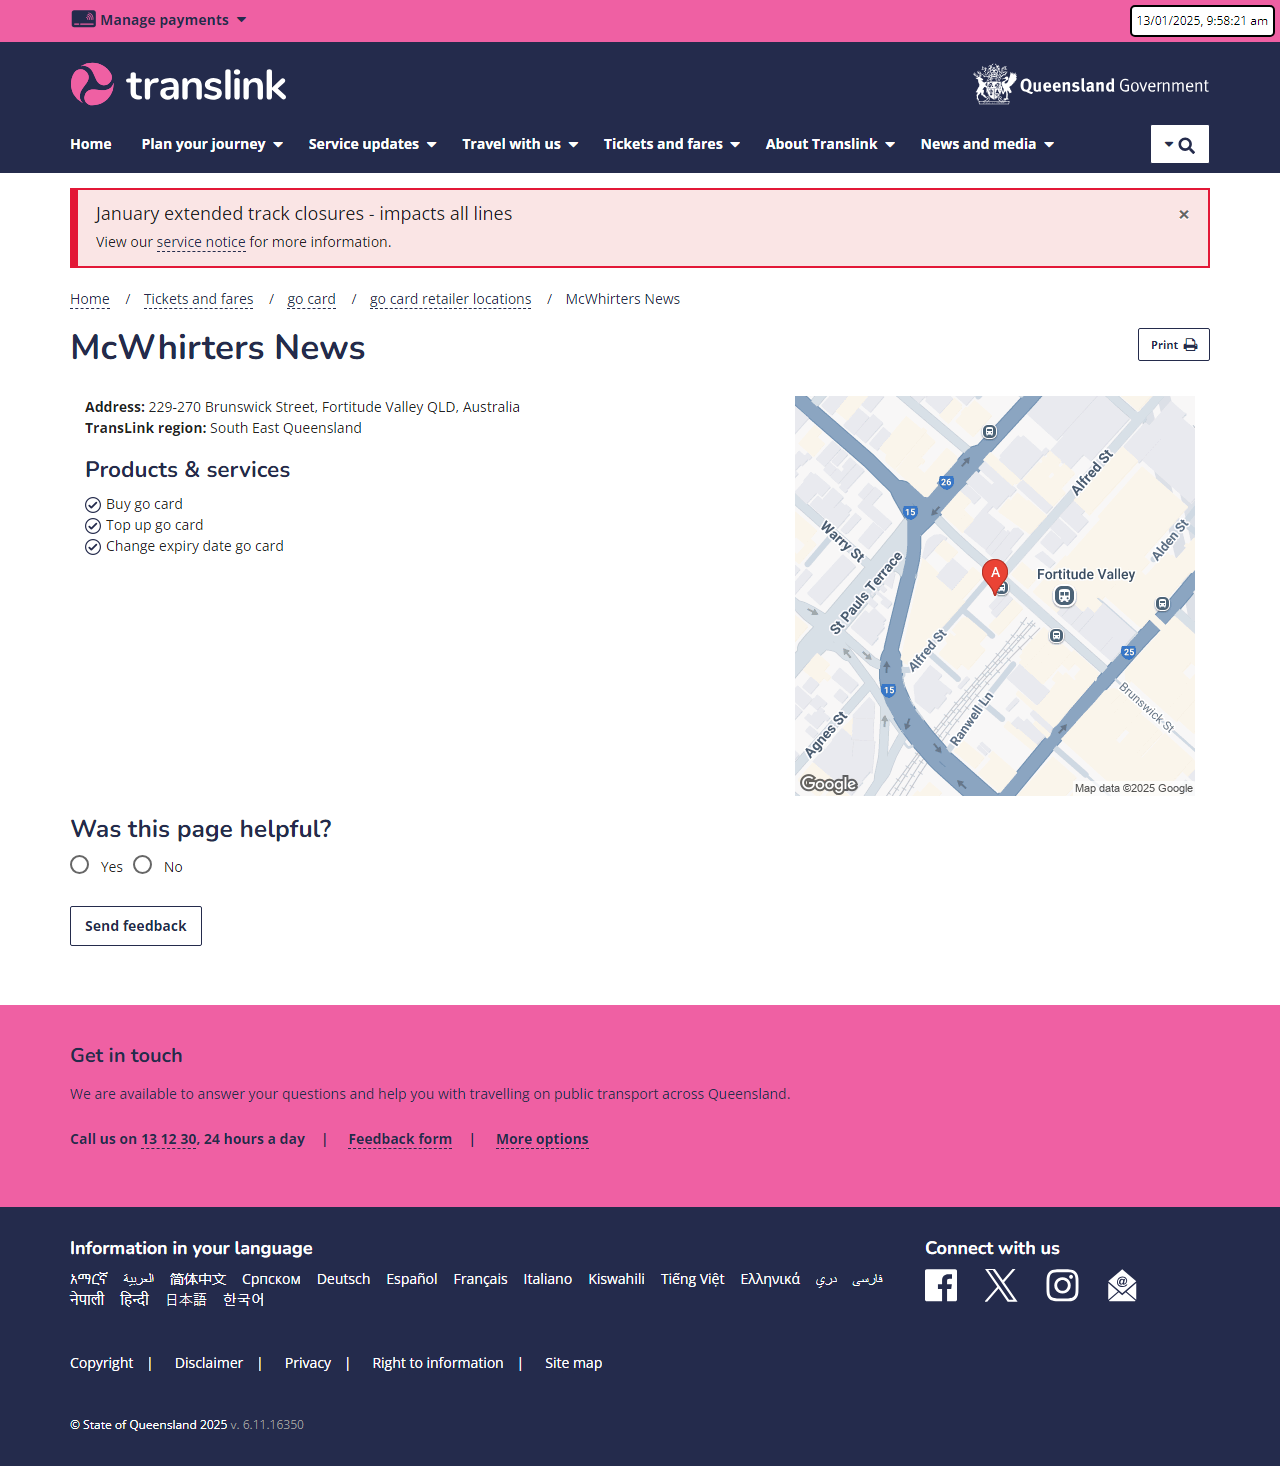 Manage payments
13/01/2025, 9:58:21 am
translink
Queensland Government
Home Plan your journey Service updates Travel with us Tickets and fares About Translink News and media
January extended track closures - impacts all lines ×
View our service notice for more information.
Home / Tickets and fares / go card / go card retailer locations / McWhirters News
McWhirters News
Print
Address: 229-270 Brunswick Street, Fortitude Valley QLD, Australia
TransLink region: South East Queensland
Products & services
Buy go card
Top up go card
Change expiry date go card
Alfred St
26
15
Warry St
St Pauls Terrace
Alden St
A
Fortitude Valley
Alfred St
25
15
Brunswick St
Ranwell Ln
Agnes St
Google
Map data ©2025 Google
Was this page helpful?
Yes No
Send feedback
Get in touch
We are available to answer your questions and help you with travelling on public transport across Queensland.
Call us on 13 12 30, 24 hours a day | Feedback form | More options
Information in your language
አማርኛ العربية 简体中文 Српском Deutsch Español Français Italiano Kiswahili Tiếng Việt Ελληνικά دري فارسی
नेपाली हिन्दी 日本語 한국어
Connect with us
Copyright | Disclaimer | Privacy | Right to information | Site map
© State of Queensland 2025 v. 6.11.16350